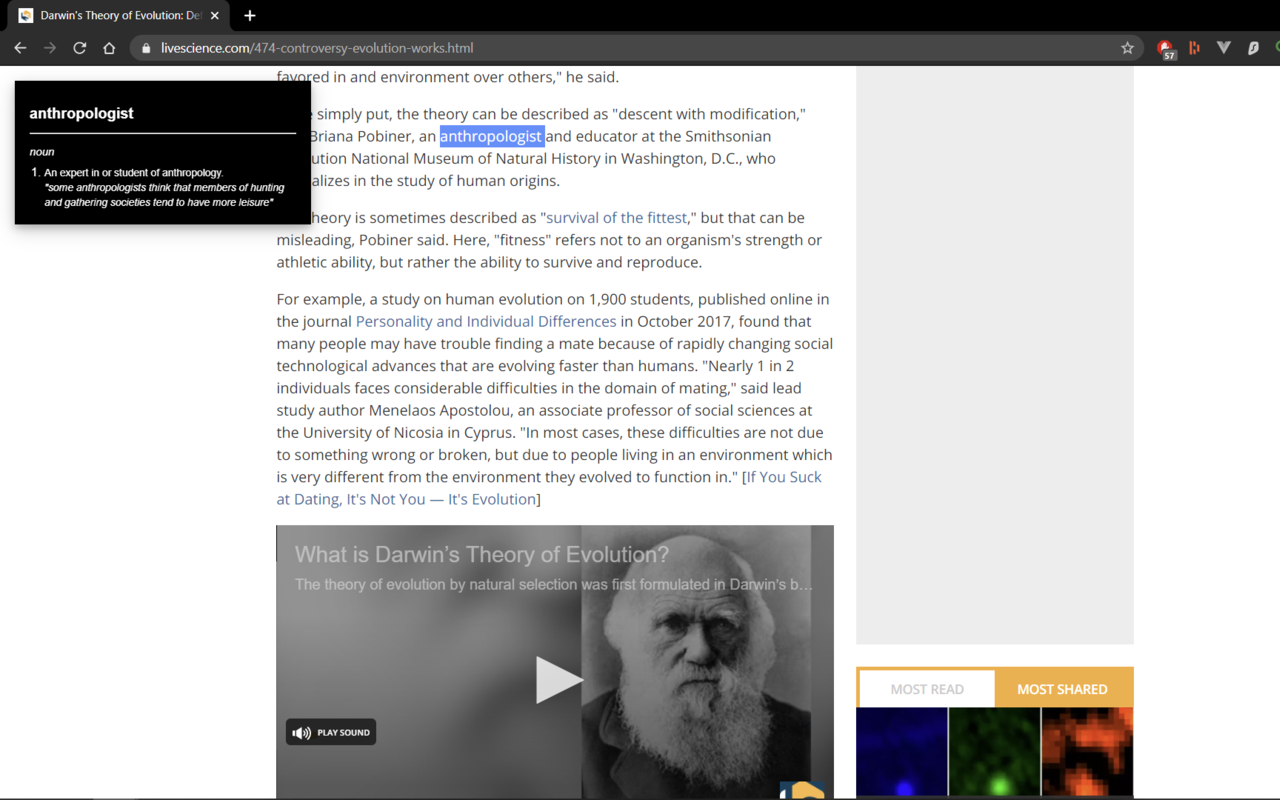 Darwin's Theory of Evolution: De
livescience.com/474-controversy-evolution-works.html
57
anthropologist
noun
1. An expert in or student of anthropology.
*some anthropologists think that members of hunting
and gathering societies tend to have more leisure*
favored in and environment over others," he said.
simply put, the theory can be described as "descent with modification,"
Briana Pobiner, an anthropologist and educator at the Smithsonian
ution National Museum of Natural History in Washington, D.C., who
alizes in the study of human origins.
heory is sometimes described as "survival of the fittest," but that can be
misleading, Pobiner said. Here, "fitness" refers not to an organism's strength or
athletic ability, but rather the ability to survive and reproduce.
For example, a study on human evolution on 1,900 students, published online in
the journal Personality and Individual Differences in October 2017, found that
many people may have trouble finding a mate because of rapidly changing social
technological advances that are evolving faster than humans. "Nearly 1 in 2
individuals faces considerable difficulties in the domain of mating," said lead
study author Menelaos Apostolou, an associate professor of social sciences at
the University of Nicosia in Cyprus. "In most cases, these difficulties are not due
to something wrong or broken, but due to people living in an environment which
is very different from the environment they evolved to function in." [If You Suck
at Dating, It's Not You — It's Evolution]
What is Darwin's Theory of Evolution?
The theory of evolution by natural selection was first formulated in Darwin's b...
PLAY SOUND
MOST READ
MOST SHARED